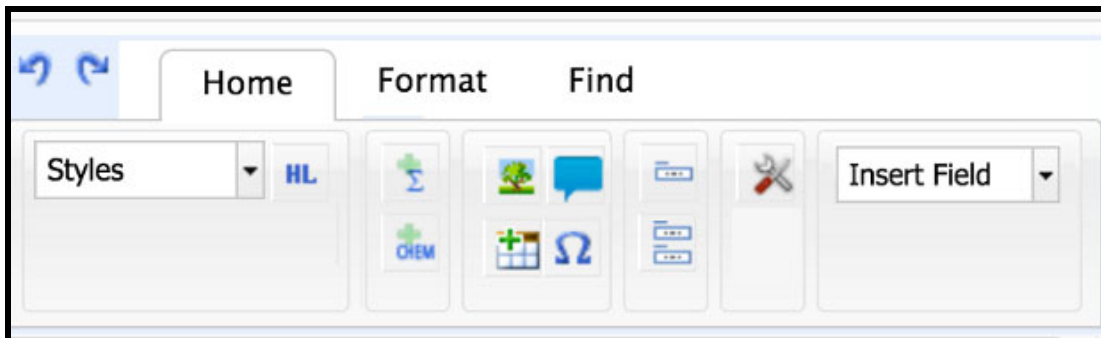 Home Format Find
Styles HL Σ Insert Field
CHEM Ω